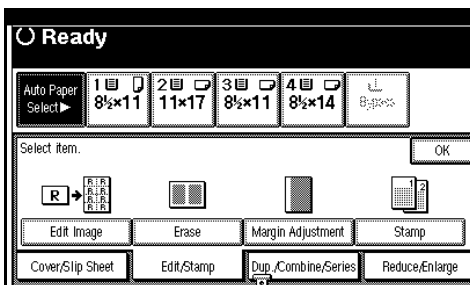 Ready
Auto Paper
Select▶
1
8½×11
2
11×17
3
8½×11
4
8½×14
Bypass
Select item.
OK
R
R R
R R
R R
R R
1 2
Edit Image
Erase
Margin Adjustment
Stamp
Cover/Slip Sheet
Edit/Stamp
Dup./Combine/Series
Reduce/Enlarge